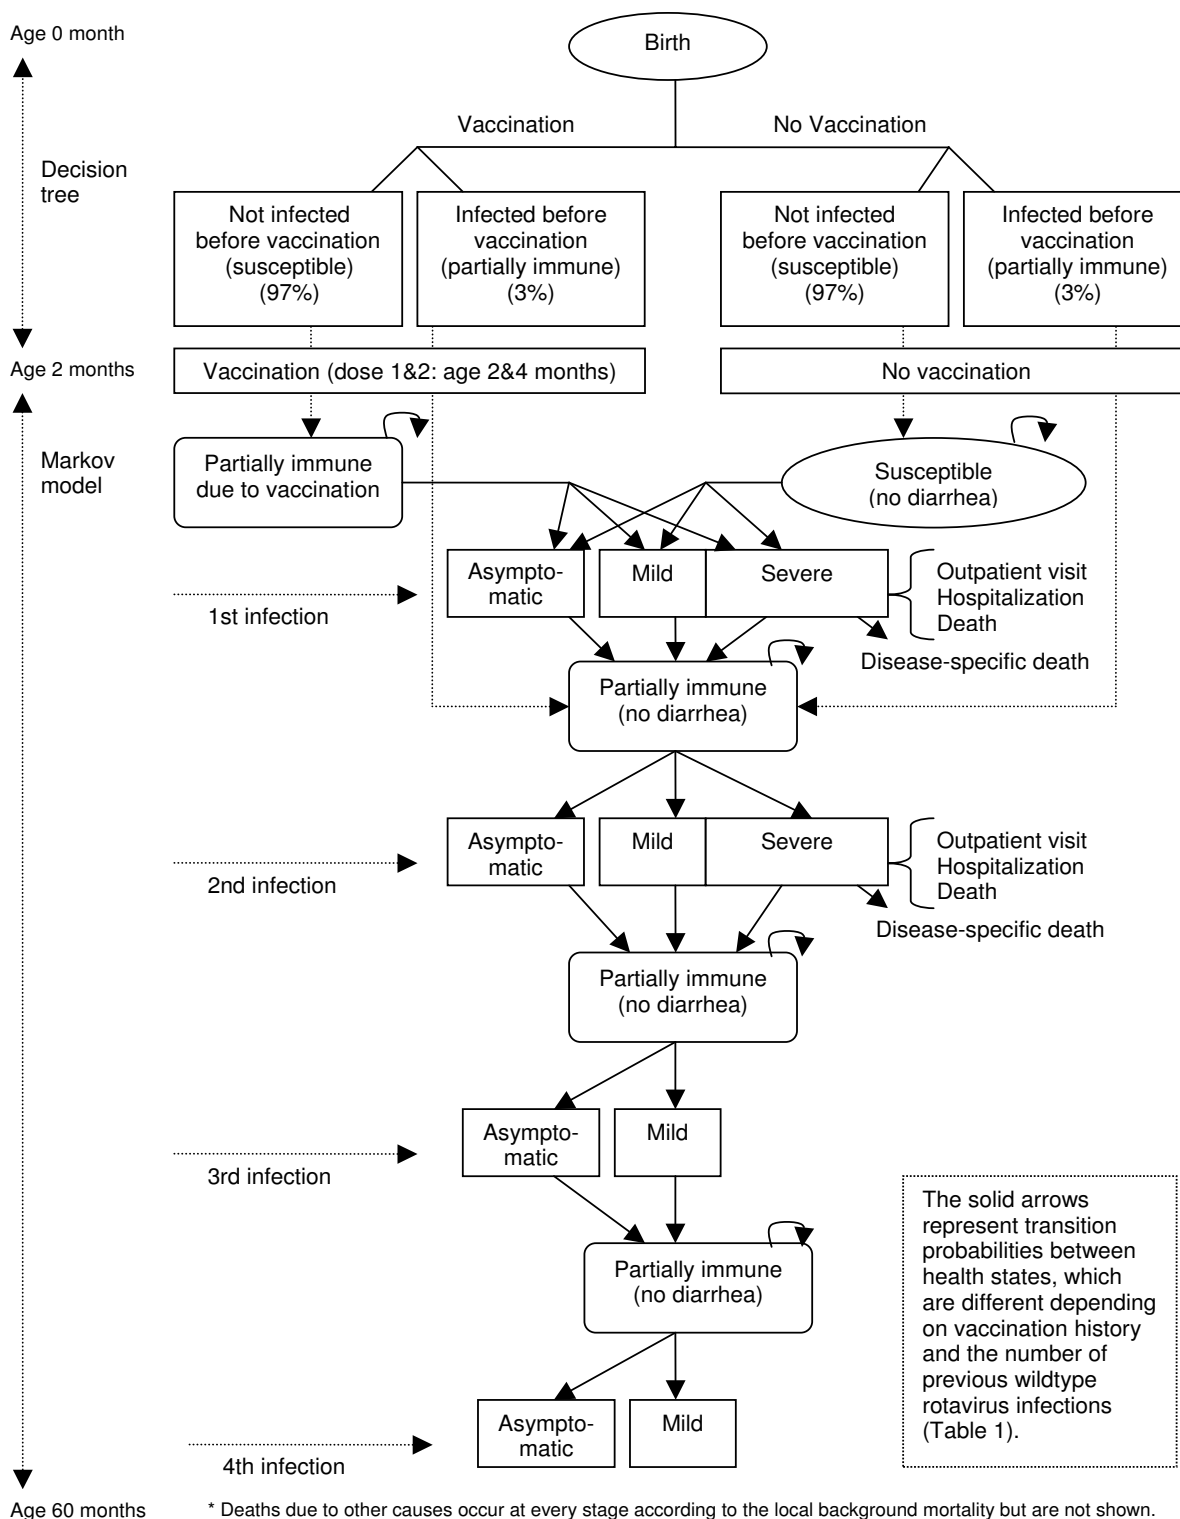 Age 0 month
Birth
Vaccination
No Vaccination
Decision
tree
Not infected
before vaccination
(susceptible)
(97%)
Infected before
vaccination
(partially immune)
(3%)
Not infected
before vaccination
(susceptible)
(97%)
Infected before
vaccination
(partially immune)
(3%)
Age 2 months
Vaccination (dose 1&2: age 2&4 months)
No vaccination
Markov
model
Partially immune
due to vaccination
Susceptible
(no diarrhea)
1st infection
Asympto-
matic
Mild
Severe
Outpatient visit
Hospitalization
Death
Disease-specific death
Partially immune
(no diarrhea)
2nd infection
Asympto-
matic
Mild
Severe
Outpatient visit
Hospitalization
Death
Disease-specific death
Partially immune
(no diarrhea)
3rd infection
Asympto-
matic
Mild
Partially immune
(no diarrhea)
The solid arrows
represent transition
probabilities between
health states, which
are different depending
on vaccination history
and the number of
previous wildtype
rotavirus infections
(Table 1).
4th infection
Asympto-
matic
Mild
Age 60 months
* Deaths due to other causes occur at every stage according to the local background mortality but are not shown.